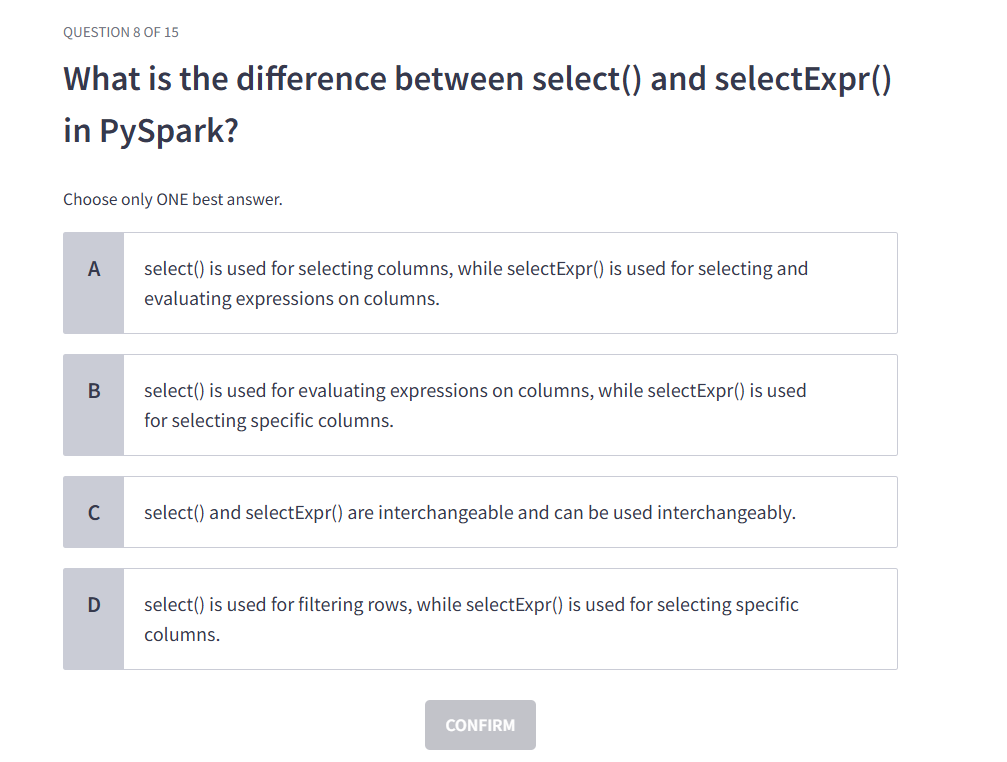 QUESTION 8 OF 15
What is the difference between select() and selectExpr()
in PySpark?
Choose only ONE best answer.
A
select() is used for selecting columns, while selectExpr() is used for selecting and
evaluating expressions on columns.
B
select() is used for evaluating expressions on columns, while selectExpr() is used
for selecting specific columns.
C
select() and selectExpr() are interchangeable and can be used interchangeably.
D
select() is used for filtering rows, while selectExpr() is used for selecting specific
columns.
CONFIRM